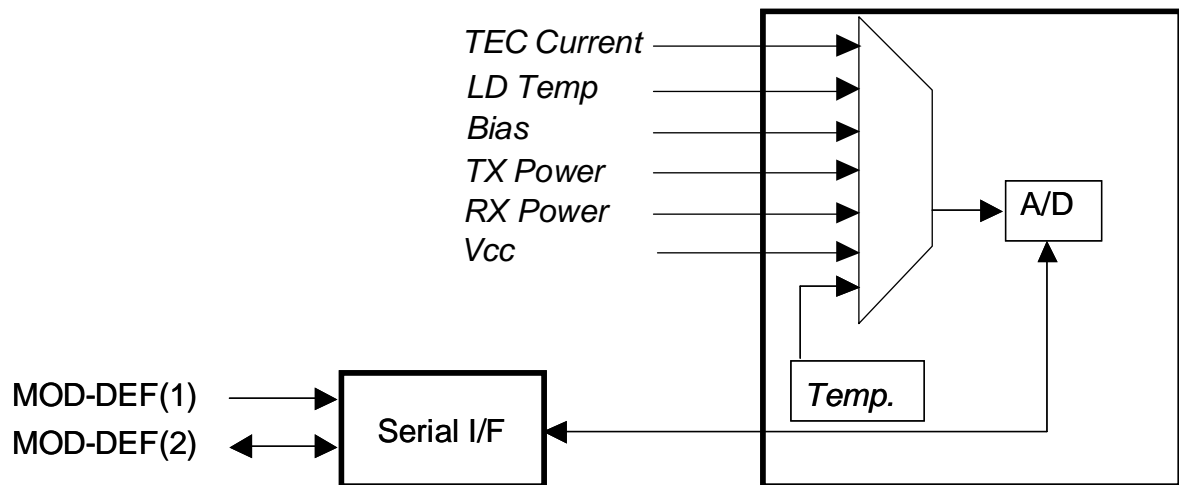 TEC Current
LD Temp
Bias
TX Power
RX Power
Vcc
A/D
Temp.
MOD-DEF(1)
MOD-DEF(2)
Serial I/F